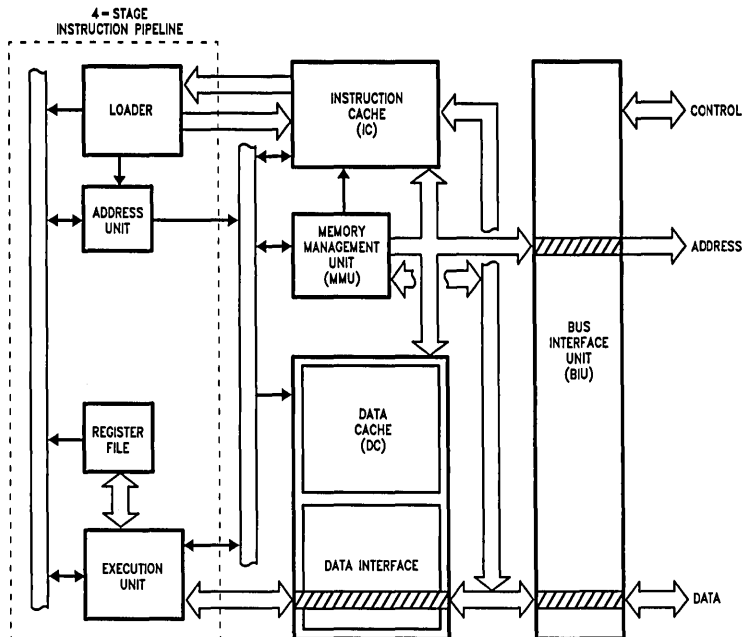 4-STAGE
INSTRUCTION PIPELINE
LOADER
INSTRUCTION
CACHE
(IC)
CONTROL
ADDRESS
UNIT
MEMORY
MANAGEMENT
UNIT
(MMU)
ADDRESS
BUS
INTERFACE
UNIT
(BIU)
REGISTER
FILE
DATA
CACHE
(DC)
EXECUTION
UNIT
DATA INTERFACE
DATA